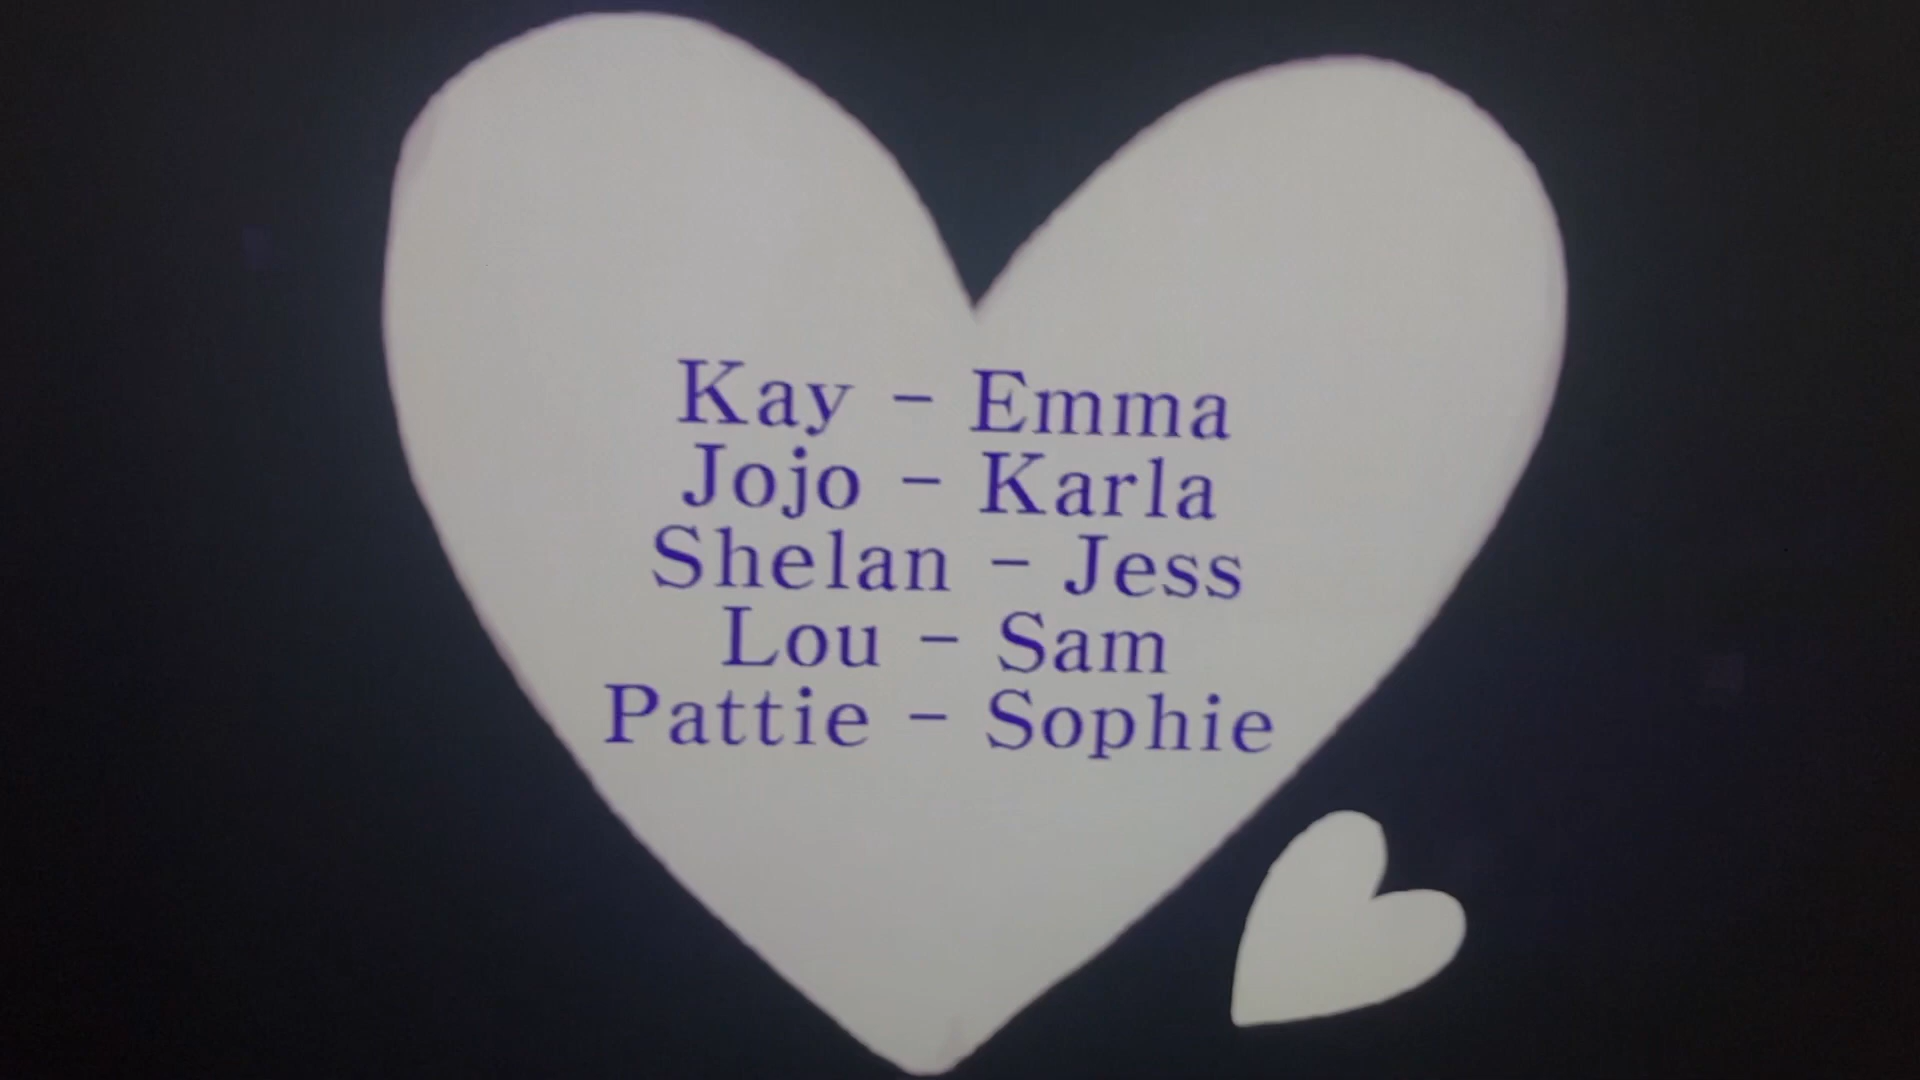 Kay - Emma
Jojo - Karla
Shelan - Jess
Lou - Sam
Pattie - Sophie